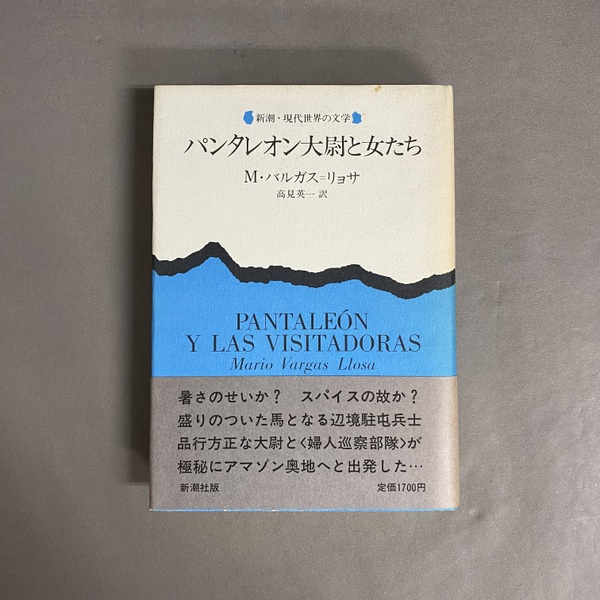 新潮・現代世界の文学
パンタレオン大尉と女たち
M・バルガス=リョサ
高見英一 訳
PANTALEÓN
Y LAS VISITADORAS
Mario Vargas Llosa
暑さのせいか? スパイスの故か?
盛りのついた馬となる辺境駐屯兵士
品行方正な大尉と〈婦人巡察部隊〉が
極秘にアマゾン奥地へと出発した…
新潮社版 定価1700円